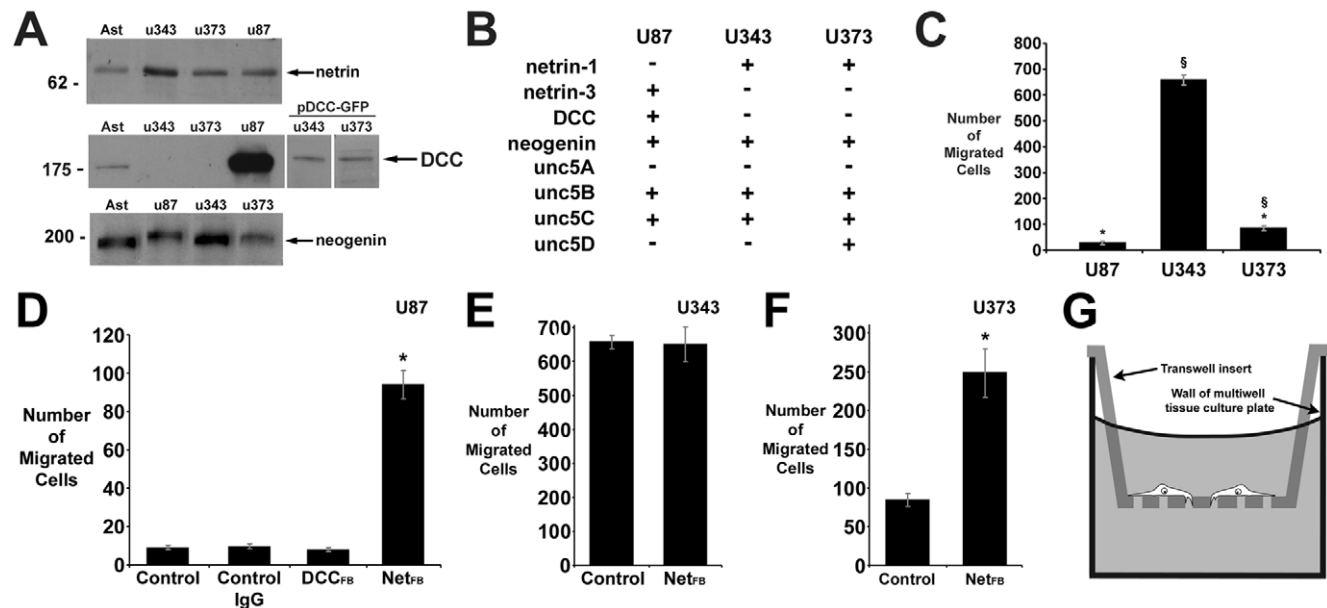 A
Ast u343 u373 u87
62 -
netrin
pDCC-GFP
Ast u343 u373 u87 u343 u373
175 -
DCC
Ast u87 u343 u373
200 -
neogenin
B
U87 U343 U373
netrin-1 - + +
netrin-3 + - -
DCC + - -
neogenin + + +
unc5A - - -
unc5B + + +
unc5C + + +
unc5D - - +
C
Number
of
Migrated
Cells
800
700
600
500
400
300
200
100
0
*
§
§
*
U87 U343 U373
D
U87
Number
of
Migrated
Cells
120
100
80
60
40
20
0
*
Control Control DCCFB NetFB
IgG
E
U343
Number
of
Migrated
Cells
700
600
500
400
300
200
100
0
Control NetFB
F
U373
Number
of
Migrated
Cells
300
250
200
150
100
50
0
*
Control NetFB
G
Transwell insert
Wall of multiwell
tissue culture plate